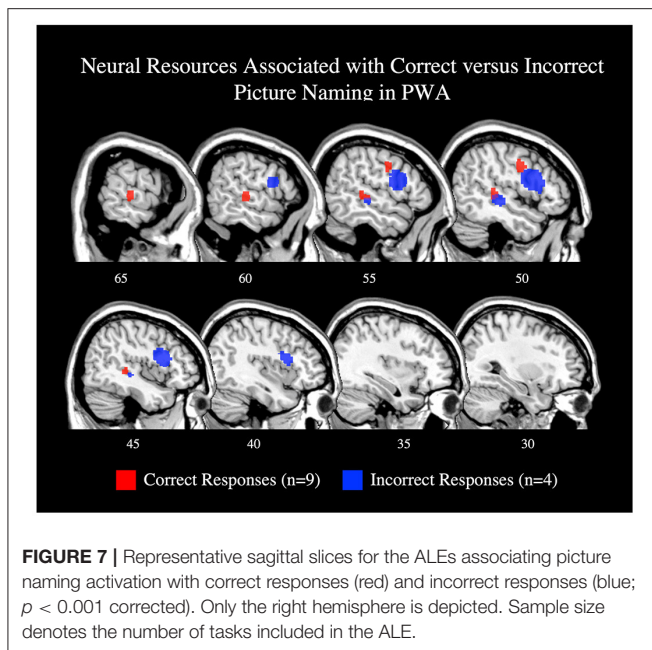 Neural Resources Associated with Correct versus Incorrect
Picture Naming in PWA
65 60 55 50
45 40 35 30
Correct Responses (n=9) Incorrect Responses (n=4)
FIGURE 7 | Representative sagittal slices for the ALEs associating picture
naming activation with correct responses (red) and incorrect responses (blue;
p < 0.001 corrected). Only the right hemisphere is depicted. Sample size
denotes the number of tasks included in the ALE.